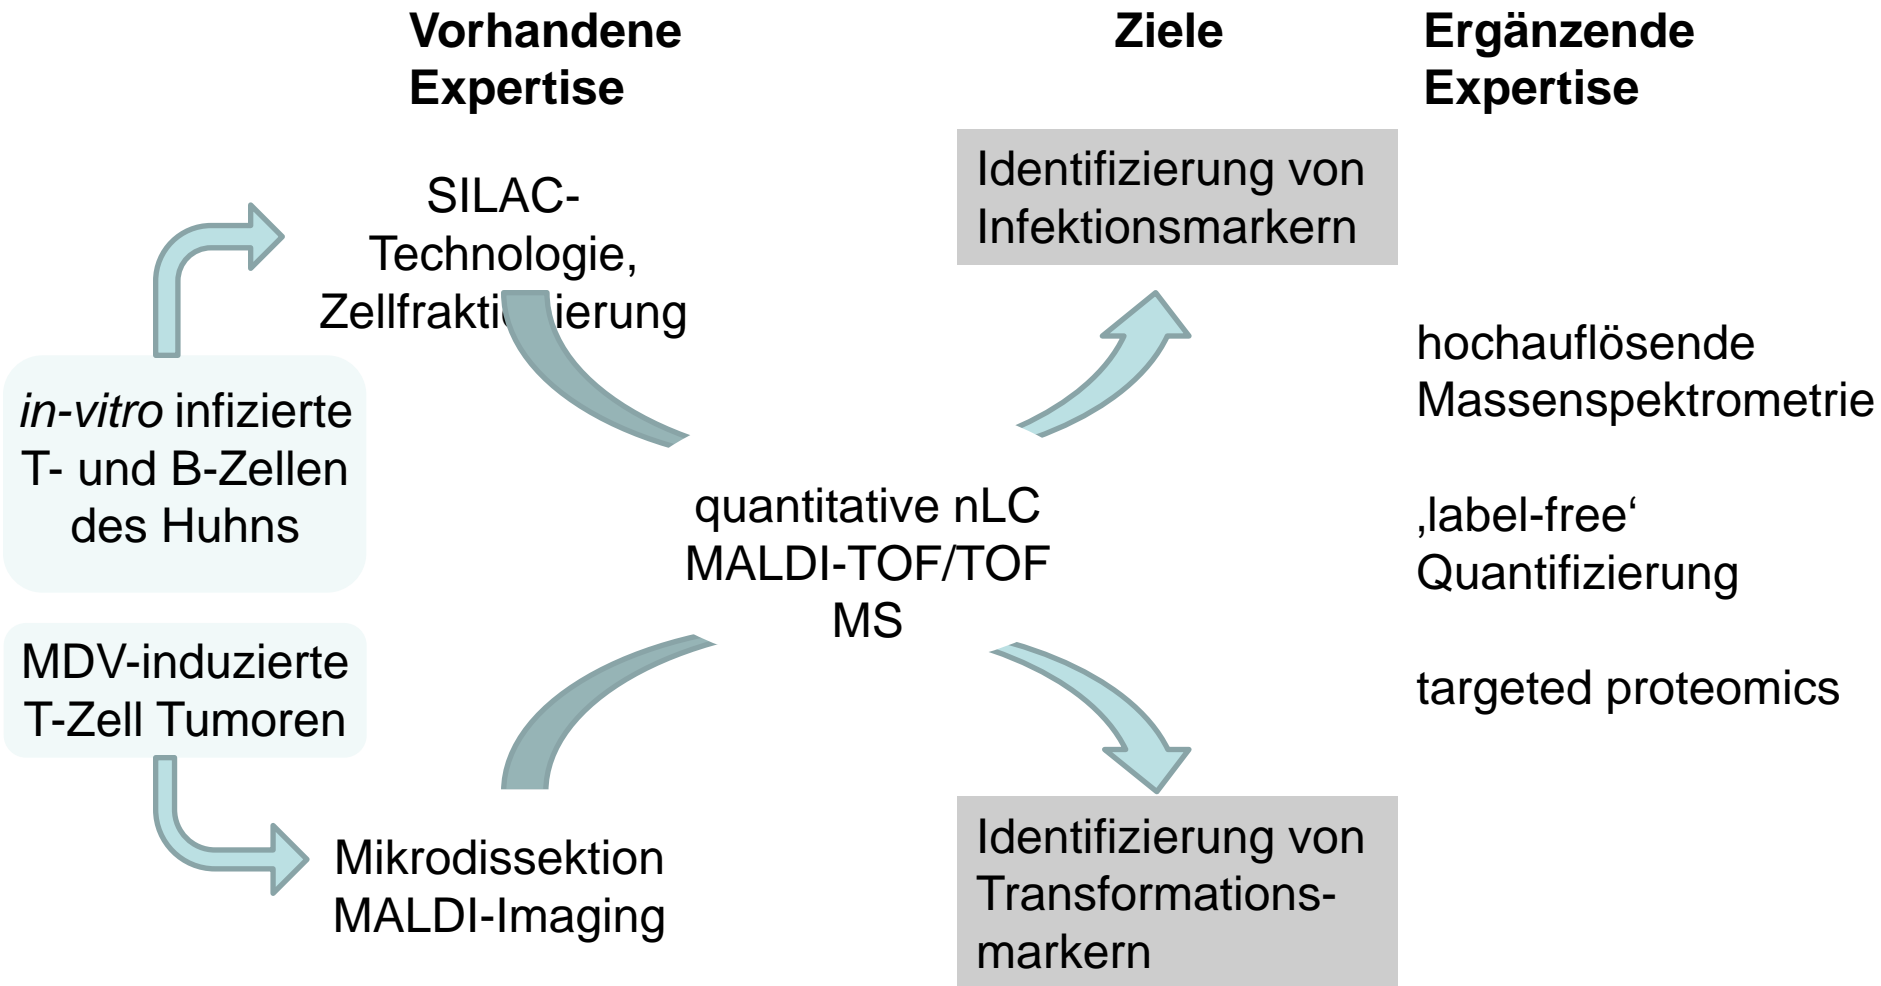 Vorhandene
Expertise
Ziele
Ergänzende
Expertise
SILAC-
Technologie,
Zellfraktionierung
in-vitro infizierte
T- und B-Zellen
des Huhns
MDV-induzierte
T-Zell Tumoren
Mikrodissektion
MALDI-Imaging
quantitative nLC
MALDI-TOF/TOF
MS
Identifizierung von
Infektionsmarkern
Identifizierung von
Transformations-
markern
hochauflösende
Massenspektrometrie
‚label-free‘
Quantifizierung
targeted proteomics